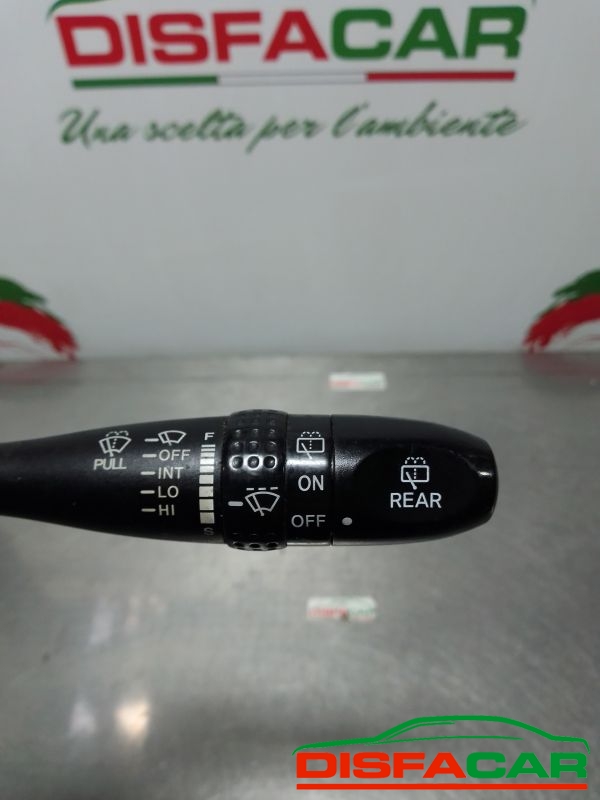 DISFACAR
Una scelta per l'ambiente
PULL
OFF
INT
LO
HI
F
S
ON
OFF
REAR
DISFACAR